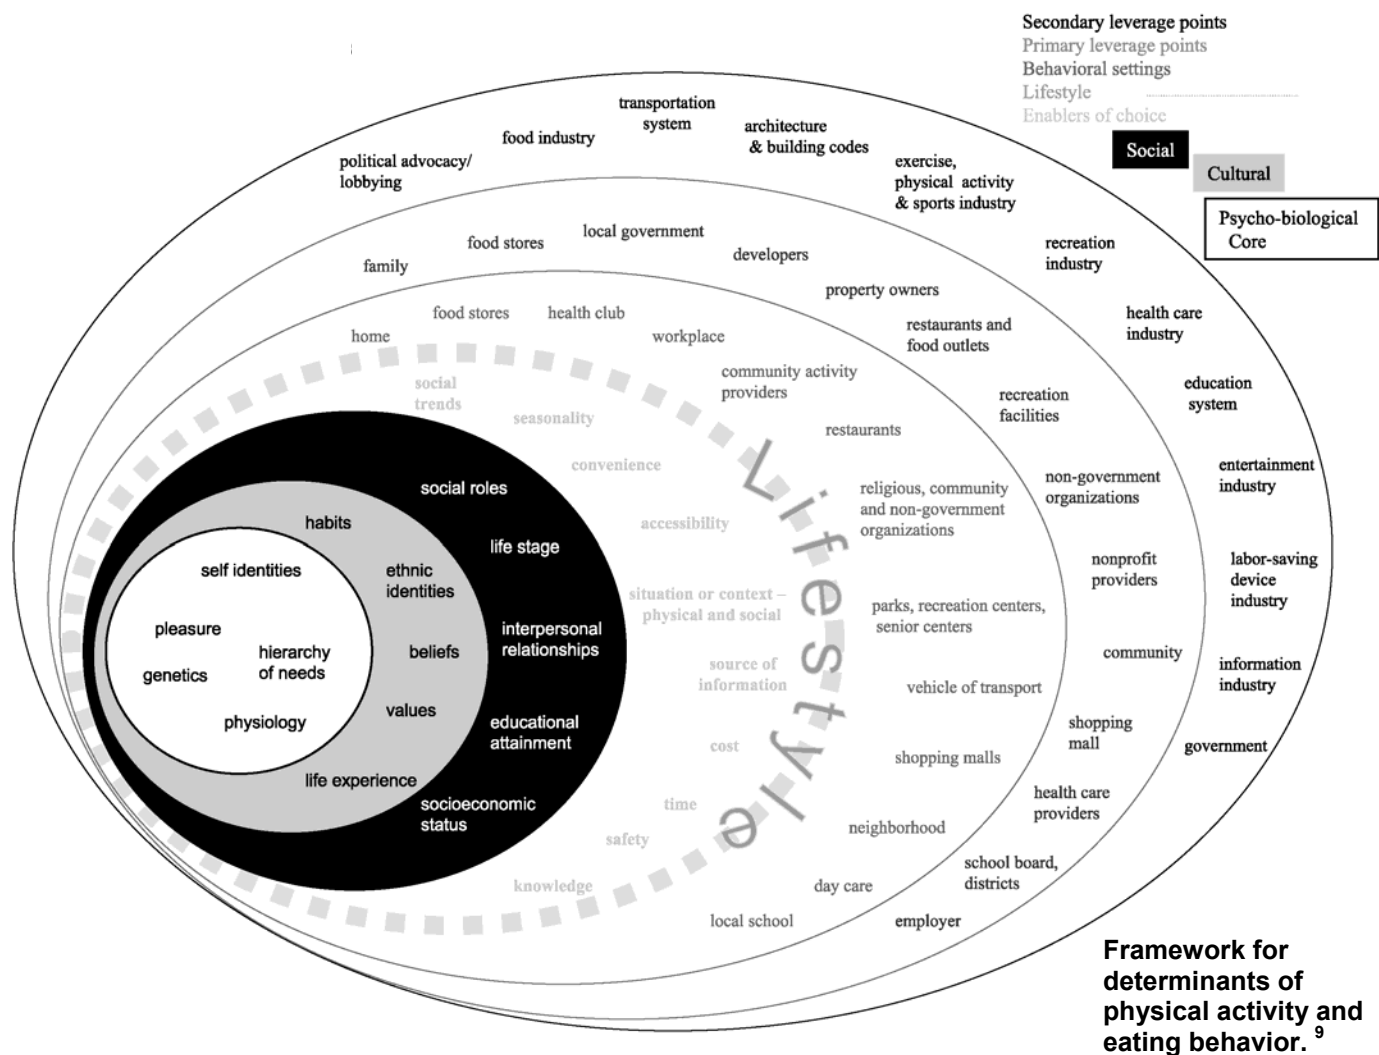 Secondary leverage points
Primary leverage points
Behavioral settings
Lifestyle
Enablers of choice
Social
Cultural
Psycho-biological
Core
transportation
system
food industry
architecture
& building codes
political advocacy/
lobbying
exercise,
physical activity
& sports industry
recreation
industry
health care
industry
education
system
entertainment
industry
labor-saving
device
industry
information
industry
government
family
food stores
local government
developers
property owners
restaurants and
food outlets
recreation
facilities
non-government
organizations
nonprofit
providers
community
shopping
mall
health care
providers
school board,
districts
employer
home
food stores
health club
workplace
community activity
providers
restaurants
religious, community
and non-government
organizations
parks, recreation centers,
senior centers
vehicle of transport
shopping malls
neighborhood
day care
local school
Lifestyle
social
trends
seasonality
convenience
accessibility
situation or context –
physical and social
source of
information
cost
time
safety
knowledge
social roles
life stage
interpersonal
relationships
educational
attainment
socioeconomic
status
habits
ethnic
identities
beliefs
values
life experience
self identities
pleasure
hierarchy
of needs
genetics
physiology
Framework for
determinants of
physical activity and
eating behavior. 9